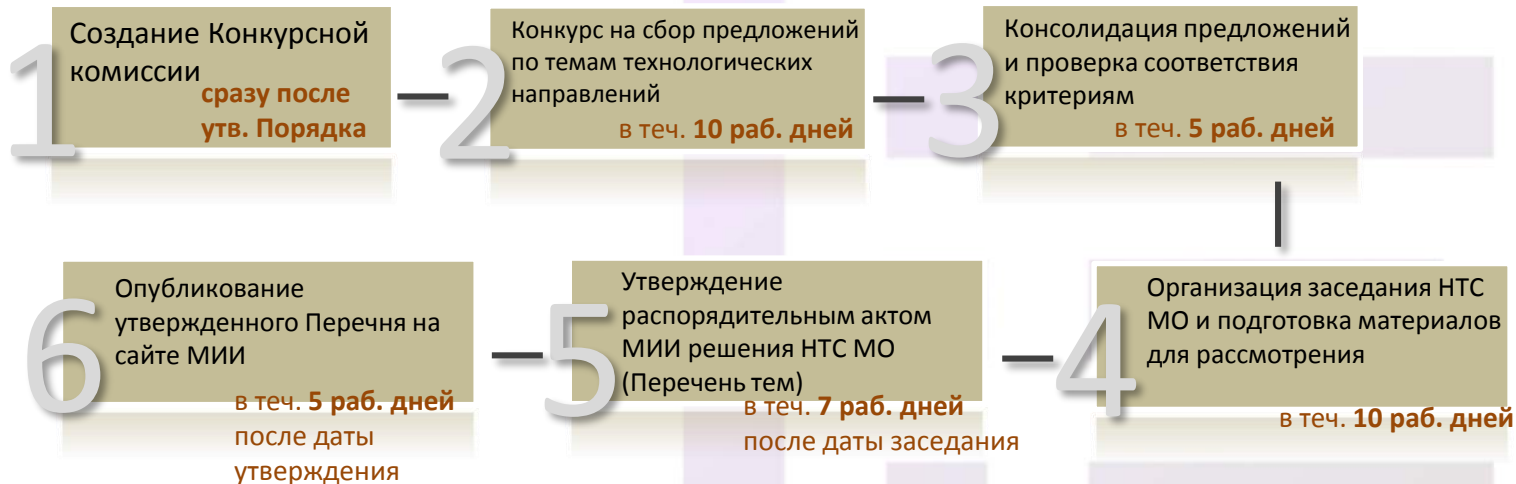 1
Создание Конкурсной
комиссии
сразу после
утв. Порядка
2
Конкурс на сбор предложений
по темам технологических
направлений
в теч. 10 раб. дней
3
Консолидация предложений
и проверка соответствия
критериям
в теч. 5 раб. дней
4
Организация заседания НТС
МО и подготовка материалов
для рассмотрения
в теч. 10 раб. дней
5
Утверждение
распорядительным актом
МИИ решения НТС МО
(Перечень тем)
в теч. 7 раб. дней
после даты заседания
6
Опубликование
утвержденного Перечня на
сайте МИИ
в теч. 5 раб. дней
после даты
утверждения